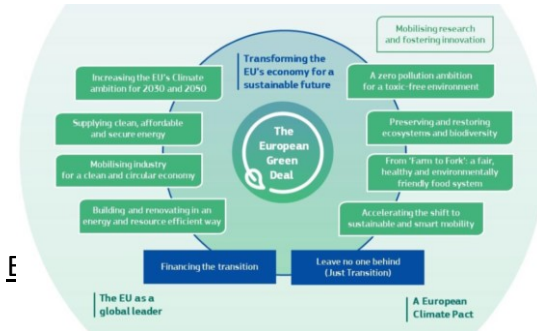 Mobilising research
and fostering innovation
Transforming the
EU's economy for a
sustainable future
Increasing the EU's Climate
ambition for 2030 and 2050
A zero pollution ambition
for a toxic-free environment
Supplying clean, affordable
and secure energy
The
European
Green
Deal
Preserving and restoring
ecosystems and biodiversity
Mobilising industry
for a clean and circular economy
From 'Farm to Fork': a fair,
healthy and environmentally
friendly food system
Building and renovating in an
energy and resource efficient way
Accelerating the shift to
sustainable and smart mobility
E
Financing the transition
Leave no one behind
(Just Transition)
The EU as a
global leader
A European
Climate Pact